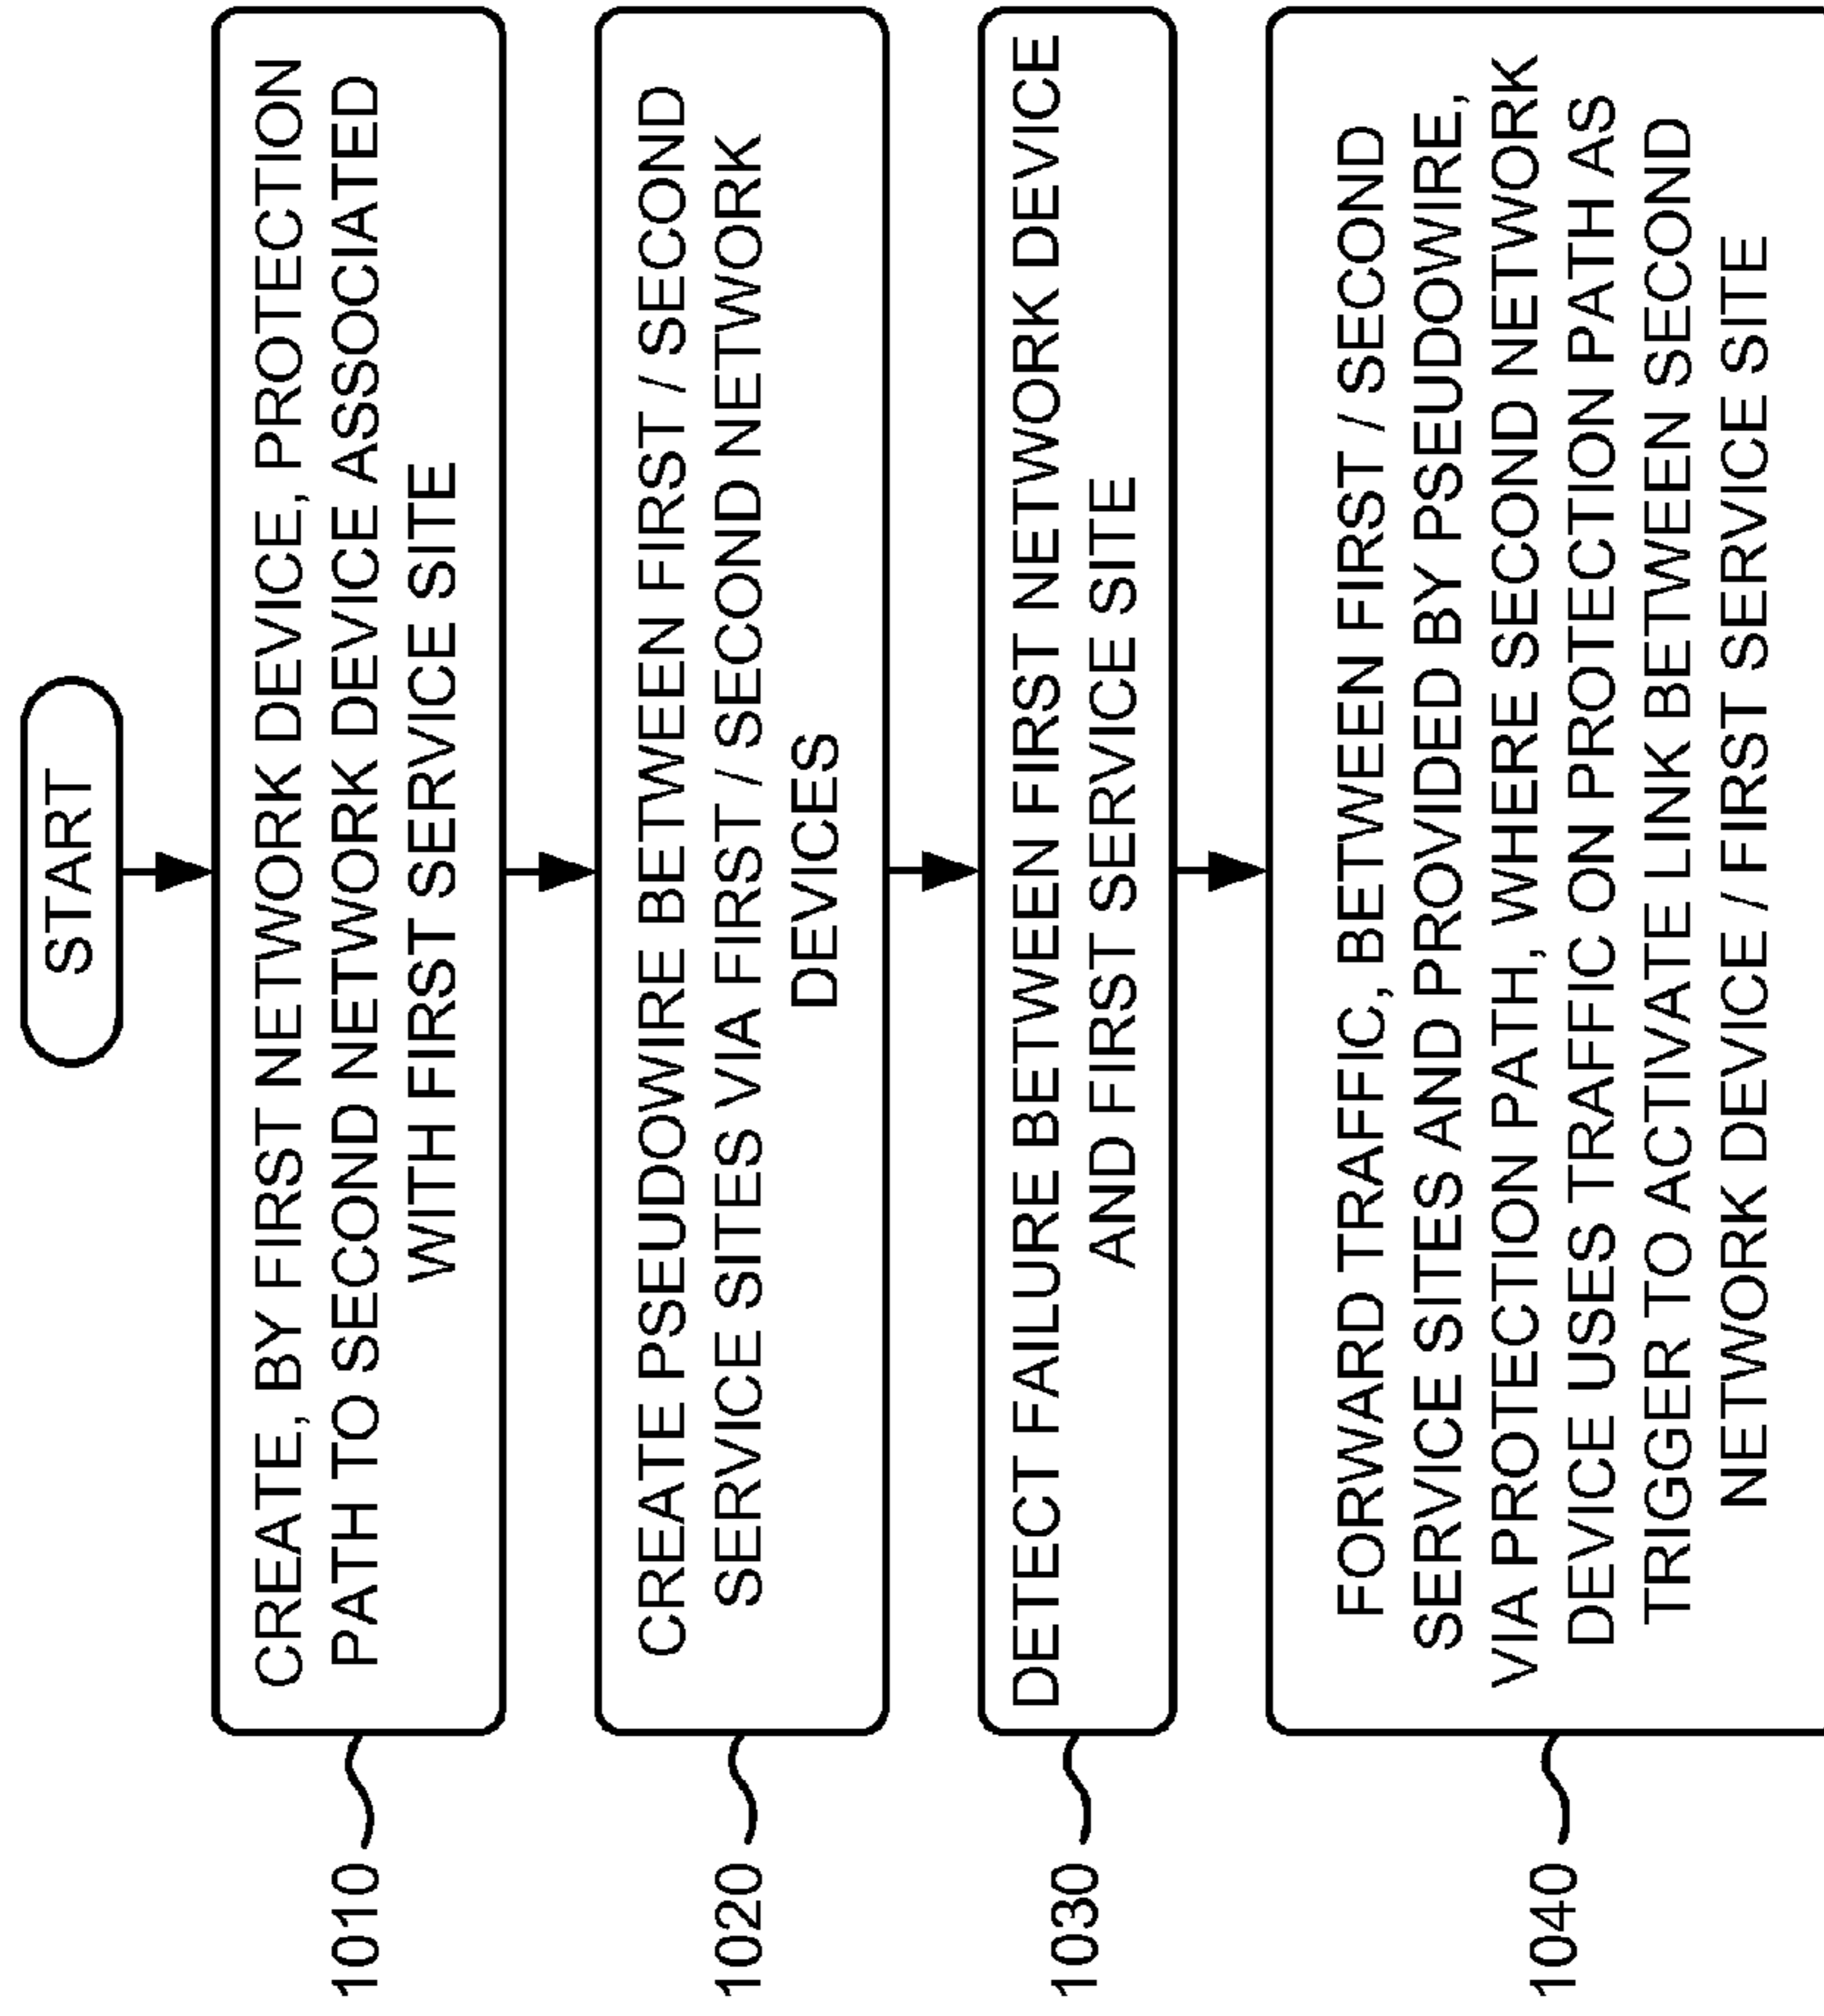 START
1010
CREATE, BY FIRST NETWORK DEVICE, PROTECTION
PATH TO SECOND NETWORK DEVICE ASSOCIATED
WITH FIRST SERVICE SITE
1020
CREATE PSEUDOWIRE BETWEEN FIRST / SECOND
SERVICE SITES VIA FIRST / SECOND NETWORK
DEVICES
1030
DETECT FAILURE BETWEEN FIRST NETWORK DEVICE
AND FIRST SERVICE SITE
1040
FORWARD TRAFFIC, BETWEEN FIRST / SECOND
SERVICE SITES AND PROVIDED BY PSEUDOWIRE,
VIA PROTECTION PATH, WHERE SECOND NETWORK
DEVICE USES TRAFFIC ON PROTECTION PATH AS
TRIGGER TO ACTIVATE LINK BETWEEN SECOND
NETWORK DEVICE / FIRST SERVICE SITE